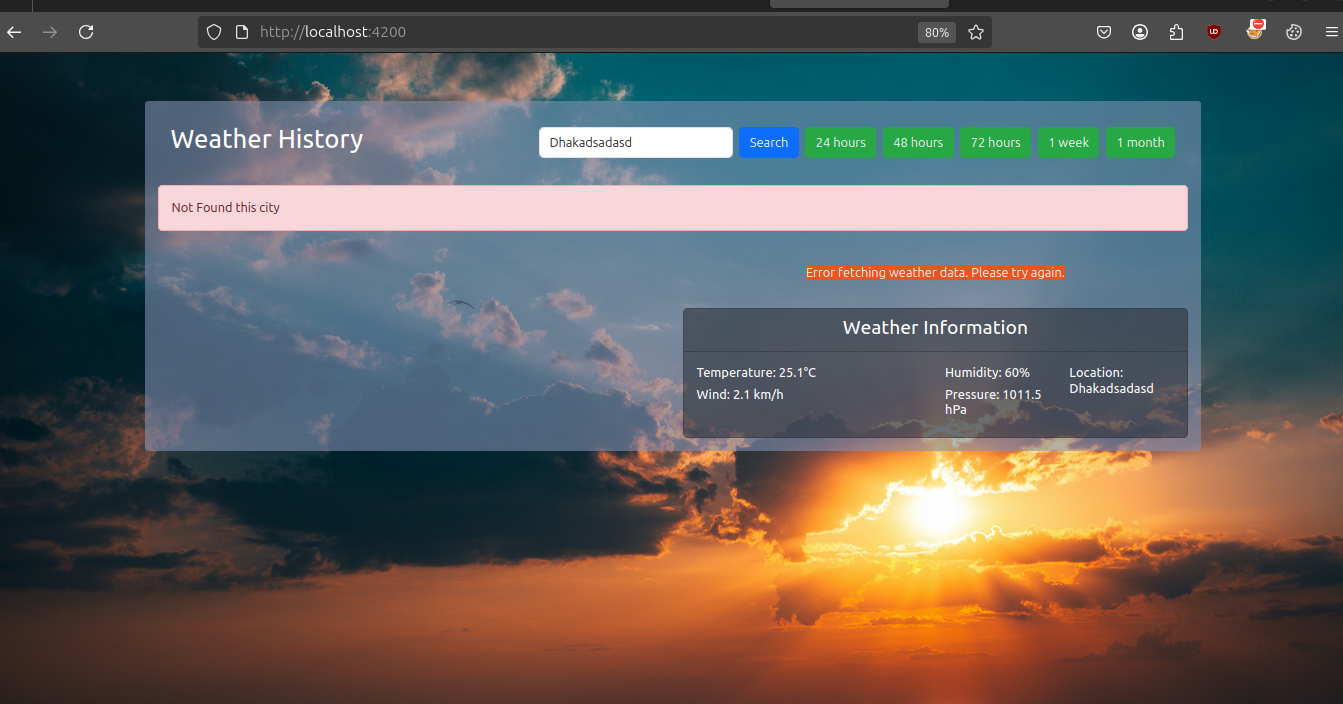 http://localhost:4200
80%
Weather History
Dhakadsadasd
Search
24 hours
48 hours
72 hours
1 week
1 month
Not Found this city
Error fetching weather data. Please try again.
Weather Information
Temperature: 25.1°C
Wind: 2.1 km/h
Humidity: 60%
Pressure: 1011.5
hPa
Location:
Dhakadsadasd